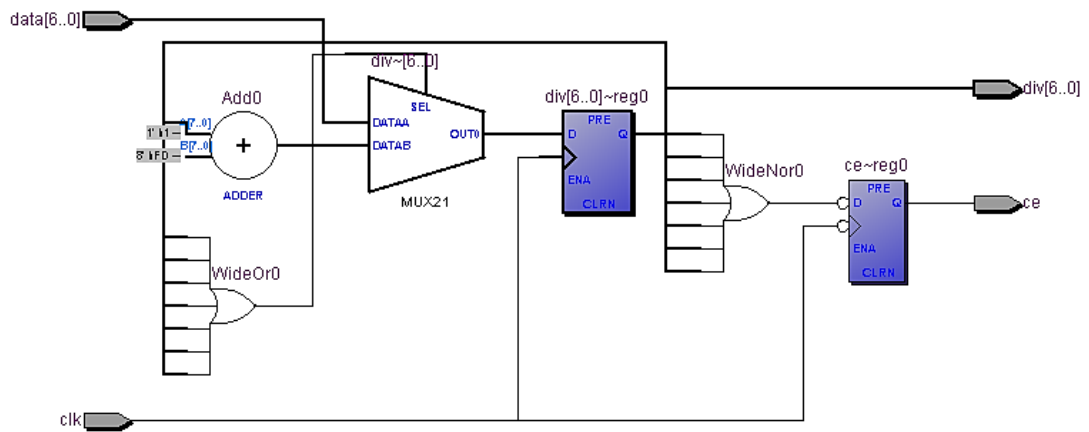 data[6..0]
div~[6..0]
SEL
Add0
div[6..0]~reg0
div[6..0]
PRE
A[7..0]
DATAA
OUT0
D
Q
1' h1
B[7..0]
DATAB
8' hFD
+
WideNor0
ce~reg0
ENA
PRE
ADDER
MUX21
CLRN
D
Q
ce
ENA
WideOr0
CLRN
clk